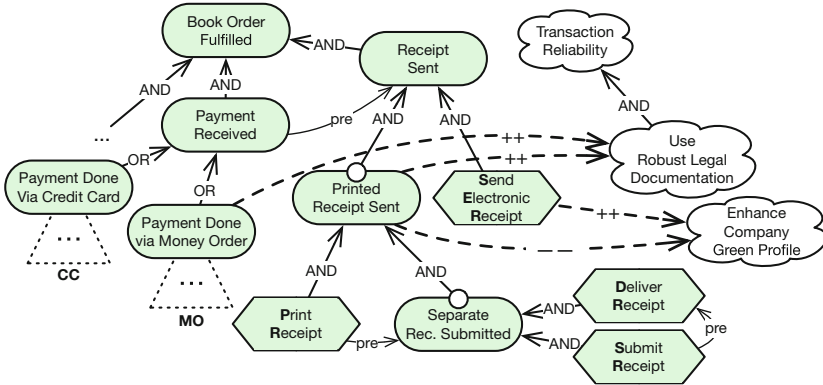 Book Order
Fulfilled
AND
Receipt
Sent
Transaction
Reliability
AND
AND
...
Payment
Received
pre
AND
AND
++
++
AND
Use
Robust Legal
Documentation
OR
Payment Done
Via Credit Card
OR
Printed
Receipt Sent
Send
Electronic
Receipt
++
Enhance
Company
Green Profile
...
CC
Payment Done
via Money Order
...
MO
— —
AND
AND
Print
Receipt
pre
Separate
Rec. Submitted
AND
AND
Deliver
Receipt
pre
Submit
Receipt